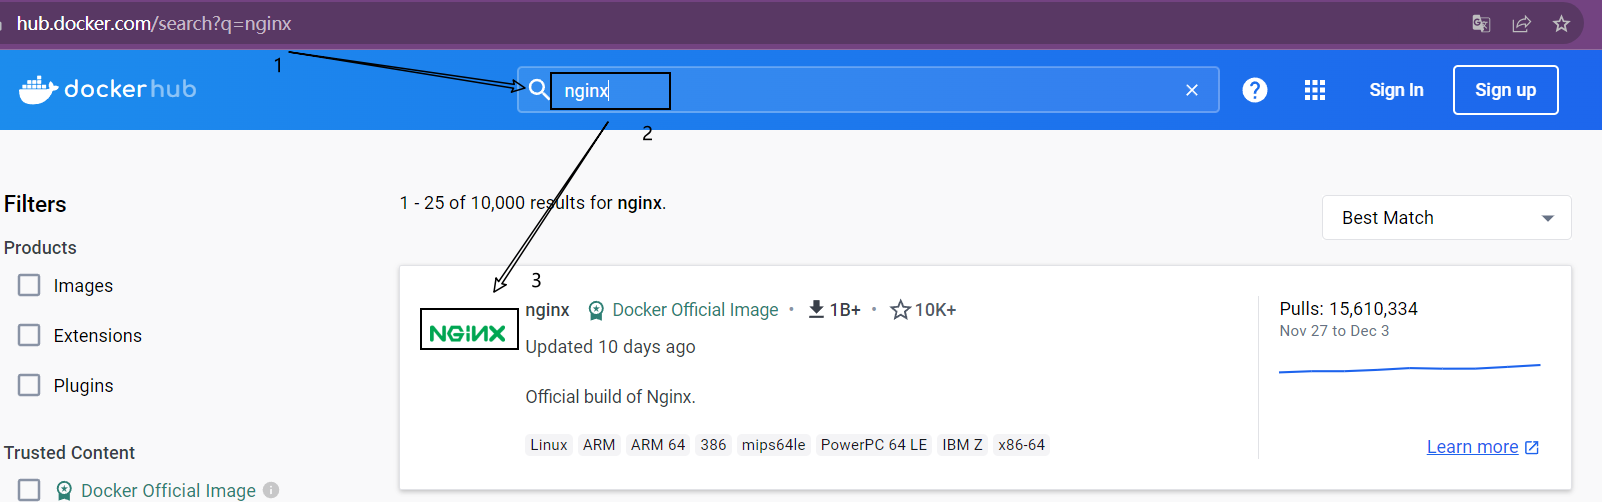 hub.docker.com/search?q=nginx
1
docker hub
nginx
Sign In
Sign up
2
Filters
1 - 25 of 10,000 results for nginx.
Best Match
Products
Images
Extensions
Plugins
Trusted Content
Docker Official Image
3
NGINX
nginx
Docker Official Image
•
1B+
•
10K+
Updated 10 days ago
Official build of Nginx.
Linux ARM ARM 64 386 mips64le PowerPC 64 LE IBM Z x86-64
Pulls: 15,610,334
Nov 27 to Dec 3
Learn more